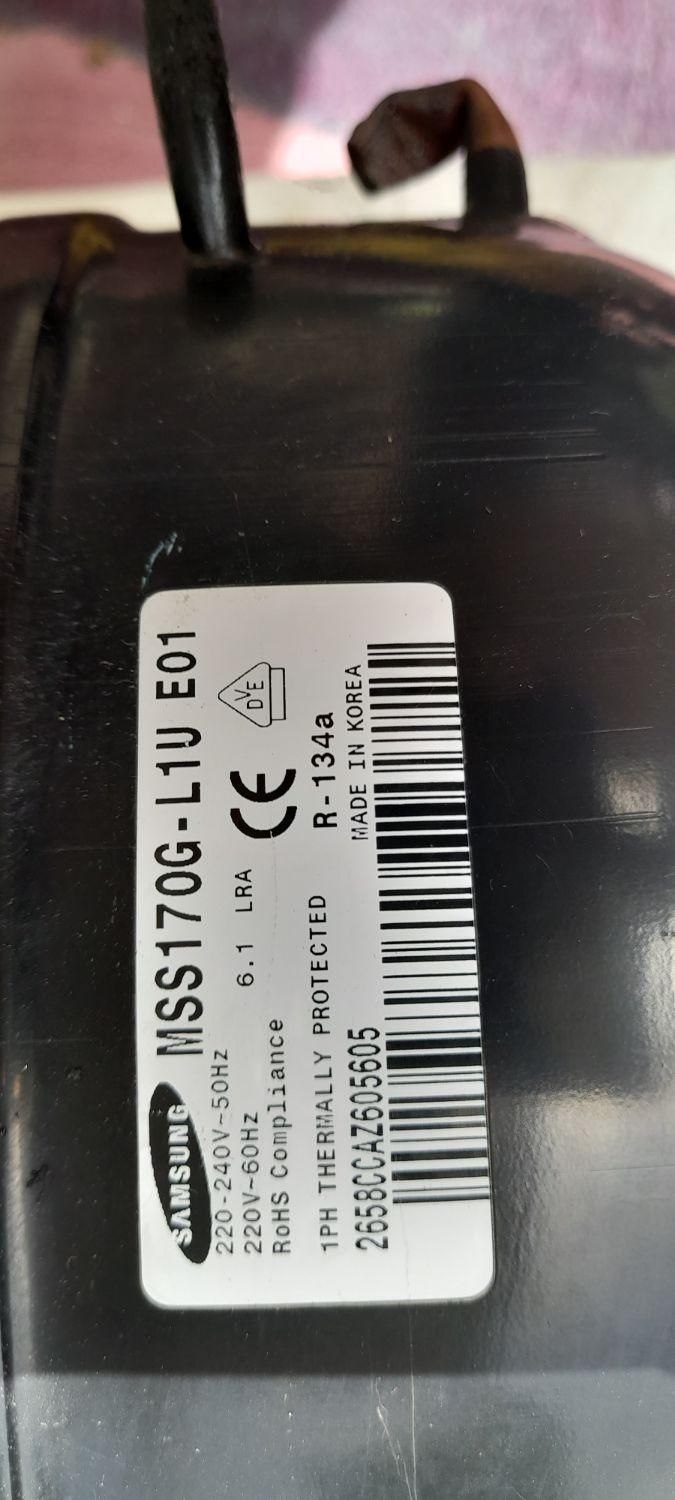 SAMSUNG MSS170G-L1U E01
220-240V~50Hz
220V~60Hz 6.1 LRA CE DVE
RoHS Compliance
1PH THERMALLY PROTECTED R-134a
2658CCAZ605605 MADE IN KOREA